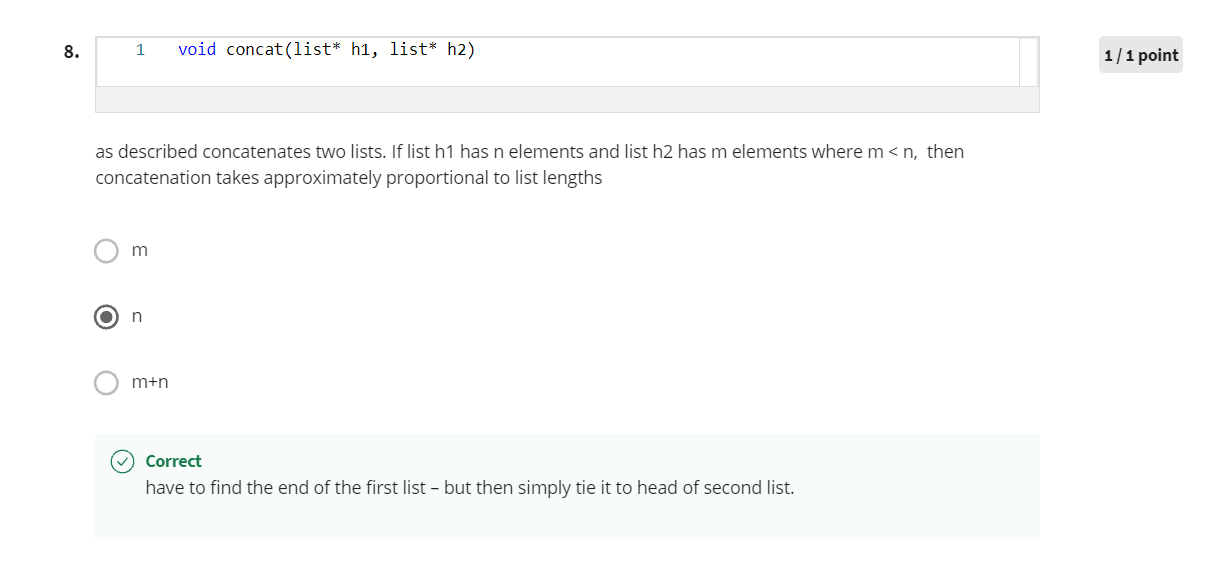 8.
1 void concat(list* h1, list* h2)
1 / 1 point
as described concatenates two lists. If list h1 has n elements and list h2 has m elements where m < n,  then
concatenation takes approximately proportional to list lengths
m
n
m+n
Correct
have to find the end of the first list – but then simply tie it to head of second list.